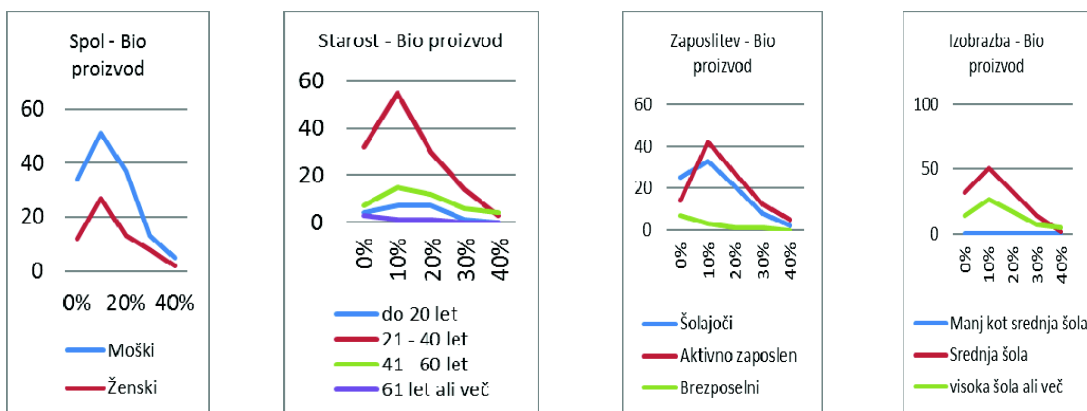 Spol - Bio
proizvod
60
40
20
0
0% 20% 40%
Moški
Ženski
Starost - Bio proizvod
60
40
20
0
0%
10%
20%
30%
40%
do 20 let
21 - 40 let
41 60 let
61 let ali več
Zaposlitev - Bio
proizvod
60
40
20
0
0%
10%
20%
30%
40%
Šolajoči
Aktivno zaposlen
Brezposelni
Izobrazba - Bio
proizvod
100
50
0
0%
10%
20%
30%
40%
Manj kot srednja šola
Srednja šola
visoka šola ali več